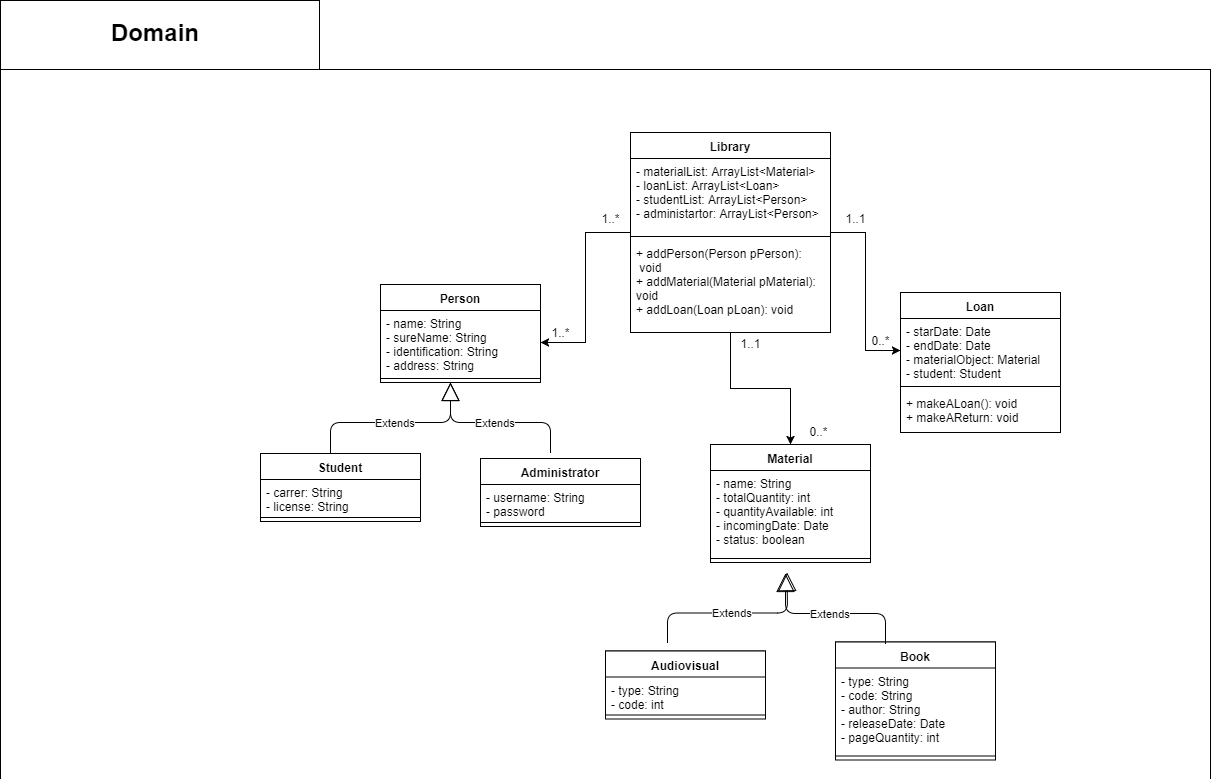 Domain
Library
- materialList: ArrayList<Material>
- loanList: ArrayList<Loan>
- studentList: ArrayList<Person>
- administartor: ArrayList<Person>
+ addPerson(Person pPerson):
void
+ addMaterial(Material pMaterial):
void
+ addLoan(Loan pLoan): void
1..*
1..*
1..1
0..*
1..1
0..*
Person
- name: String
- sureName: String
- identification: String
- address: String
Loan
- starDate: Date
- endDate: Date
- materialObject: Material
- student: Student
+ makeALoan(): void
+ makeAReturn: void
Extends
Extends
Student
- carrer: String
- license: String
Administrator
- username: String
- password
Material
- name: String
- totalQuantity: int
- quantityAvailable: int
- incomingDate: Date
- status: boolean
Extends
Extends
Audiovisual
- type: String
- code: int
Book
- type: String
- code: String
- author: String
- releaseDate: Date
- pageQuantity: int